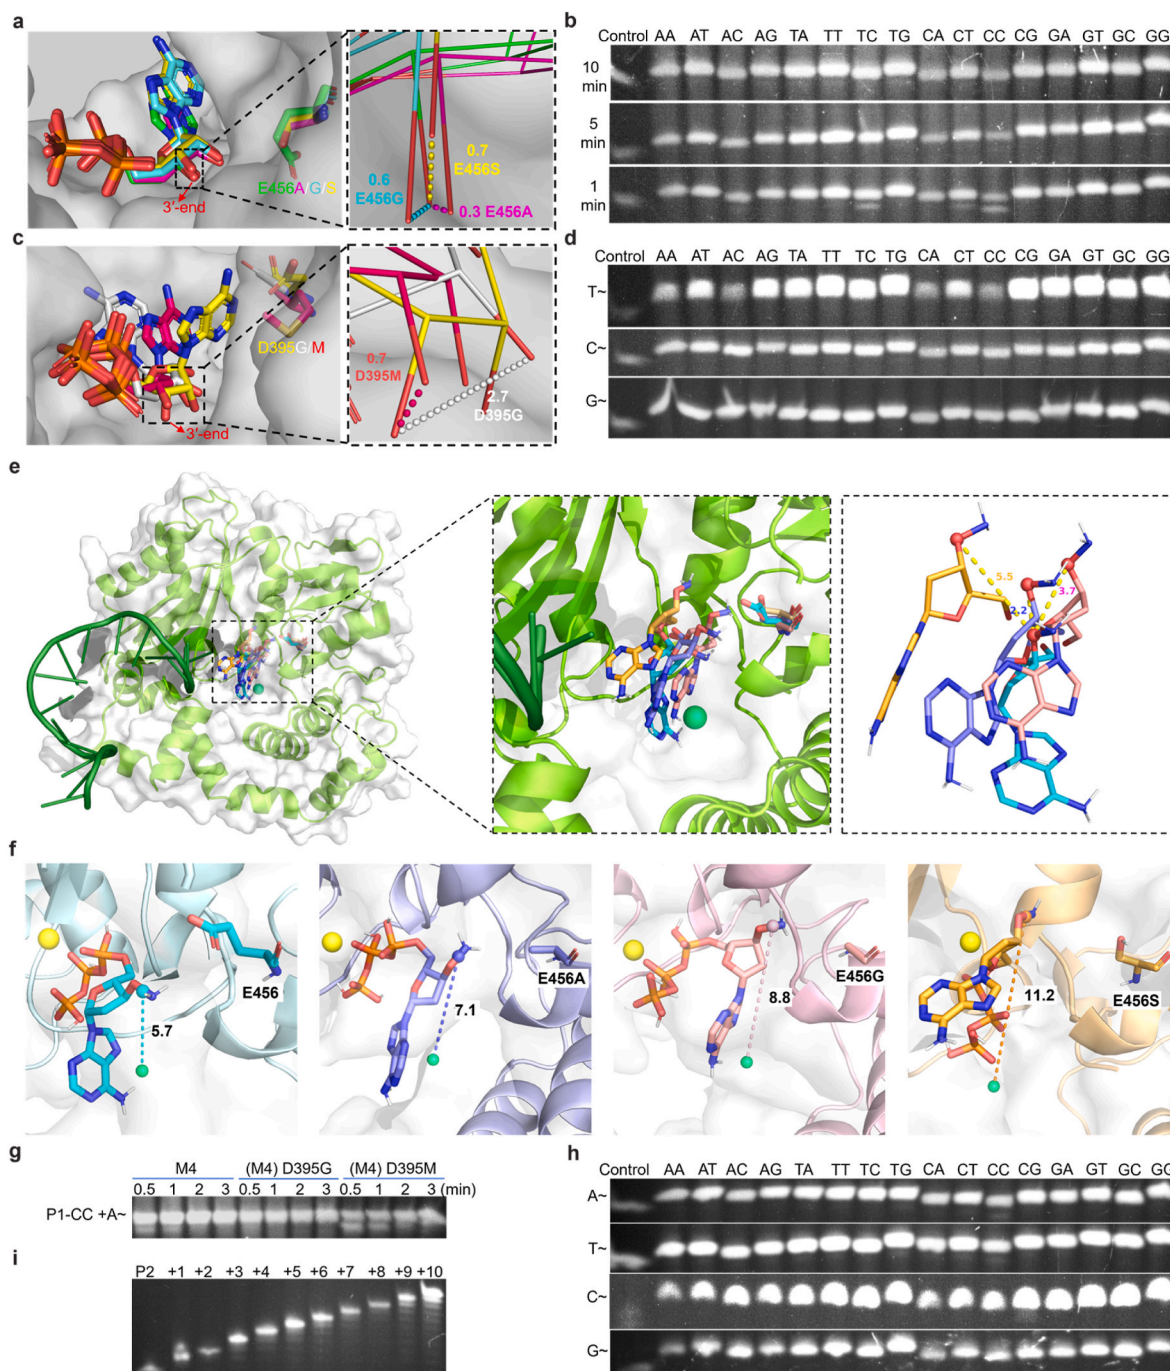 a
E456A/G/S
3′-end
0.7
E456S
0.6
E456G
0.3 E456A
b
Control AA AT AC AG TA TT TC TG CA CT CC CG GA GT GC GG
10
min
5
min
1
min
c
D395G/M
3′-end
0.7
D395M
2.7
D395G
d
Control AA AT AC AG TA TT TC TG CA CT CC CG GA GT GC GG
T~
C~
G~
e
5.5
2.2
3.7
f
E456
5.7
E456A
7.1
E456G
8.8
E456S
11.2
g
M4 (M4) D395G (M4) D395M
0.5 1 2 3 0.5 1 2 3 0.5 1 2 3 (min)
P1-CC +A~
h
Control AA AT AC AG TA TT TC TG CA CT CC CG GA GT GC GG
A~
T~
C~
G~
i
P2 +1 +2 +3 +4 +5 +6 +7 +8 +9 +10